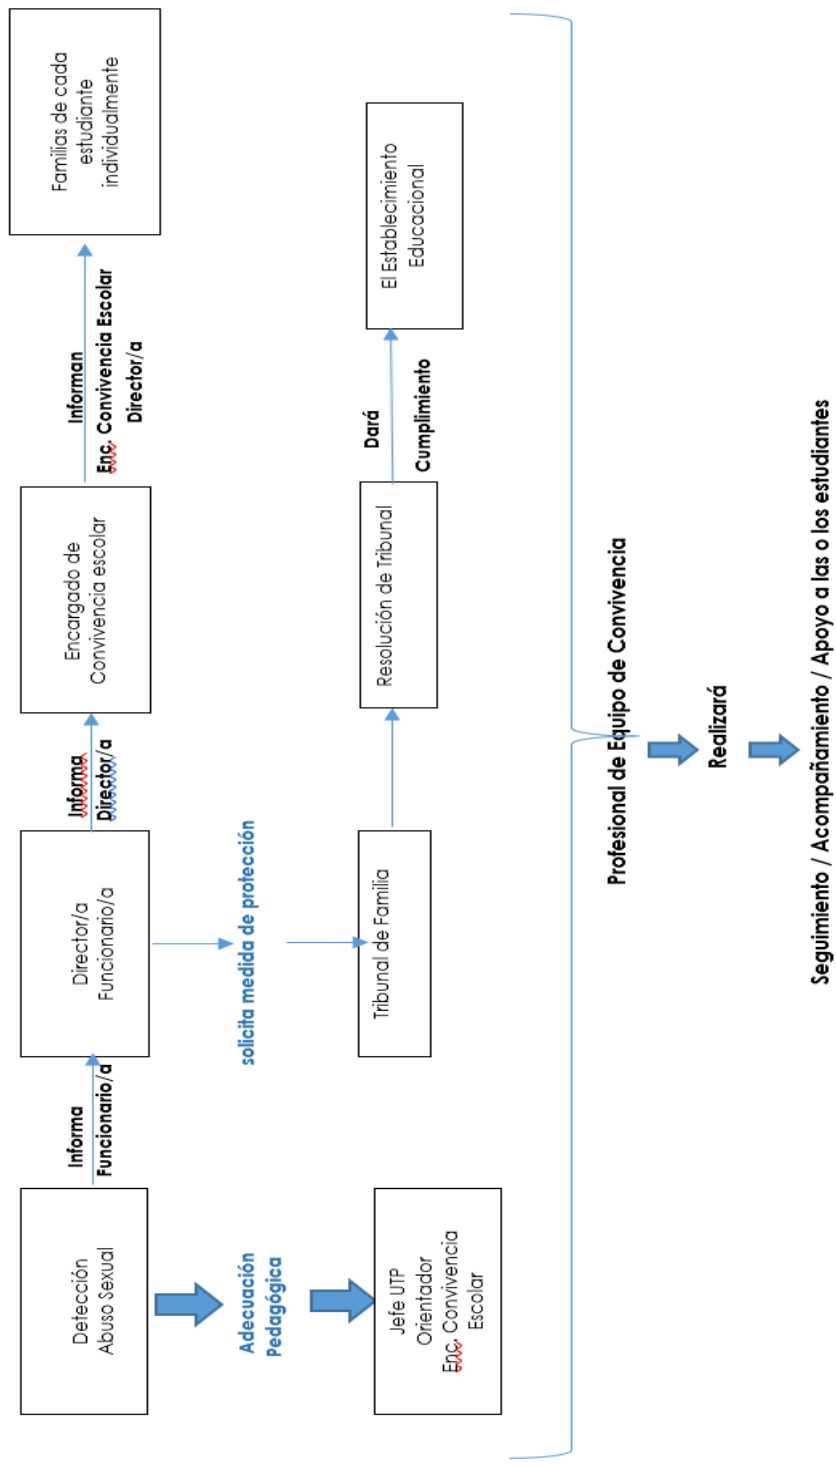 Detección
Abuso Sexual
Informa
Funcionario/a
Director/a
Funcionario/a
Informa
Director/a
Encargado de
Convivencia escolar
Informan
Enc. Convivencia Escolar
Director/a
Familias de cada
estudiante
individualmente
Adecuación
Pedagógica
Jefe UTP
Orientador
Enc. Convivencia
Escolar
solicita medida de protección
Tribunal de Familia
Resolución de Tribunal
Dará
Cumplimiento
El Establecimiento
Educacional
Profesional de Equipo de Convivencia
Realizará
Seguimiento / Acompañamiento / Apoyo a las o los estudiantes